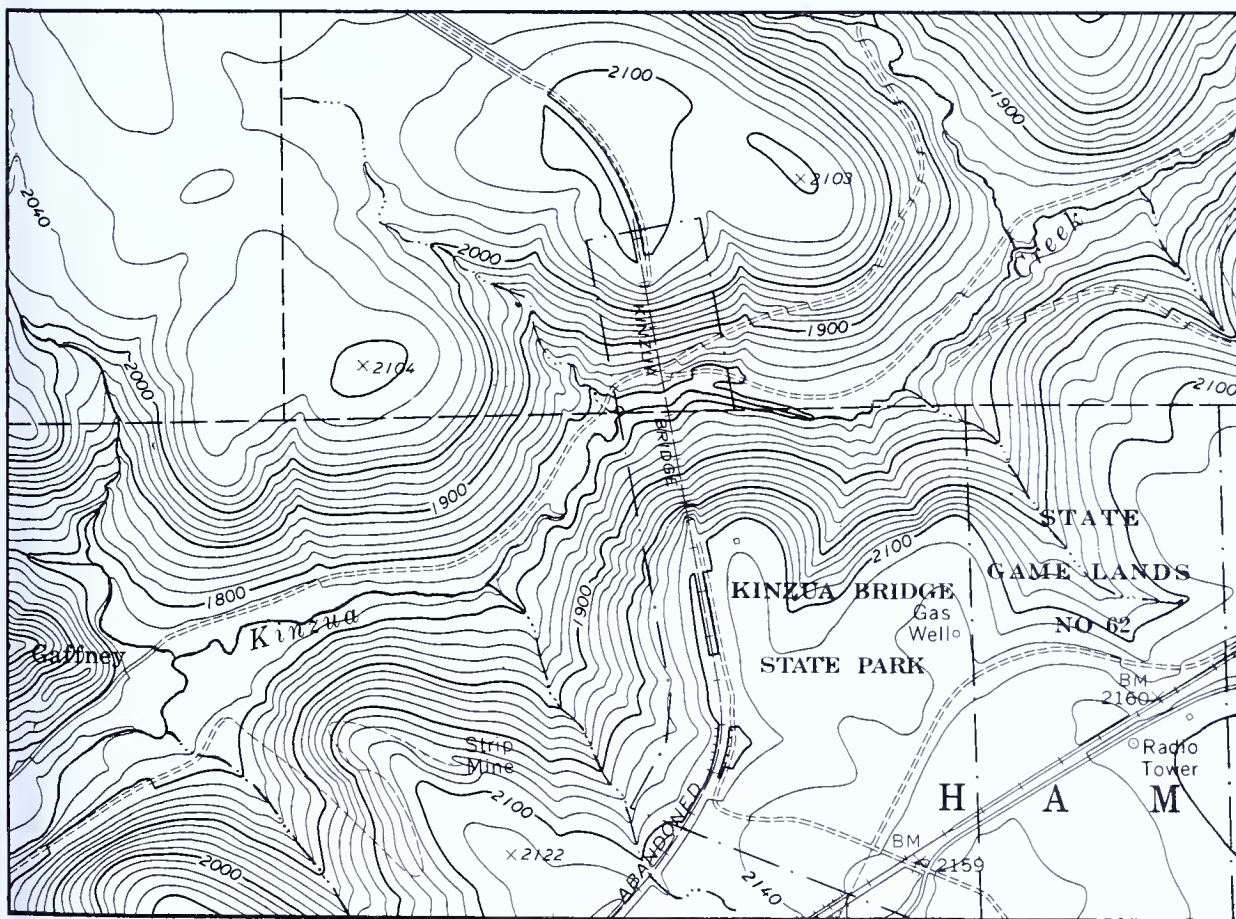 2100
1900
2103
2040
Creek
2000
KINZUA
1900
2104
2000
2100
BRIDGE
1900
STATE
2100
GAME LANDS
KINZUA BRIDGE
1800
1900
Gas
Well
NO 62
Kinzua
Gaffney
STATE PARK
BM
2160
Strip
Mine
Radio
Tower
2100
H A M
ABANDONED
BM
2122
2159
2000
2140